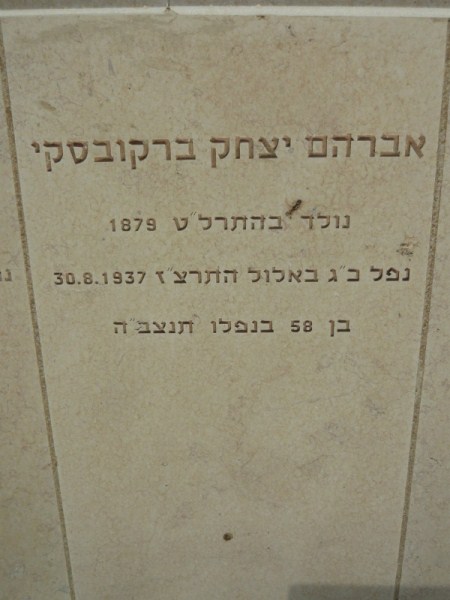 אברהם יצחק ברקובסקי
נולד בהתרל"ט 1879
נפל כ"ג באלול התרצ"ז 30.8.1937
בן 58 בנפלו תנצב"ה